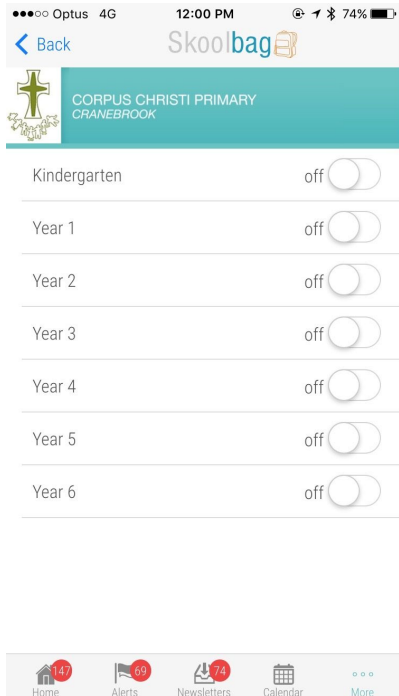 Optus 4G 12:00 PM 74%
Back Skoolbag
CORPUS CHRISTI PRIMARY
CRANEBROOK
Kindergarten off
Year 1 off
Year 2 off
Year 3 off
Year 4 off
Year 5 off
Year 6 off
147 69 74
Home Alerts Newsletters Calendar More